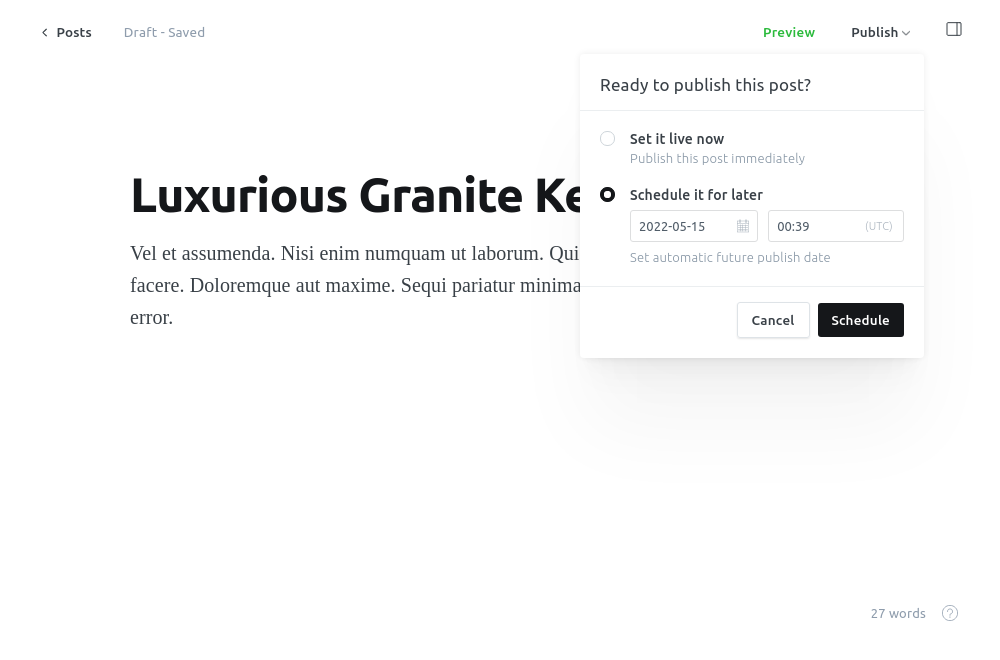 Posts
Draft - Saved
Preview
Publish
Ready to publish this post?
Set it live now
Publish this post immediately
Schedule it for later
2022-05-15
00:39
(UTC)
Set automatic future publish date
Cancel
Schedule
Luxurious Granite
Vel et assumenda. Nisi enim numquam ut laborum. Qui
facere. Doloremque aut maxime. Sequi pariatur minima
error.
27 words
?